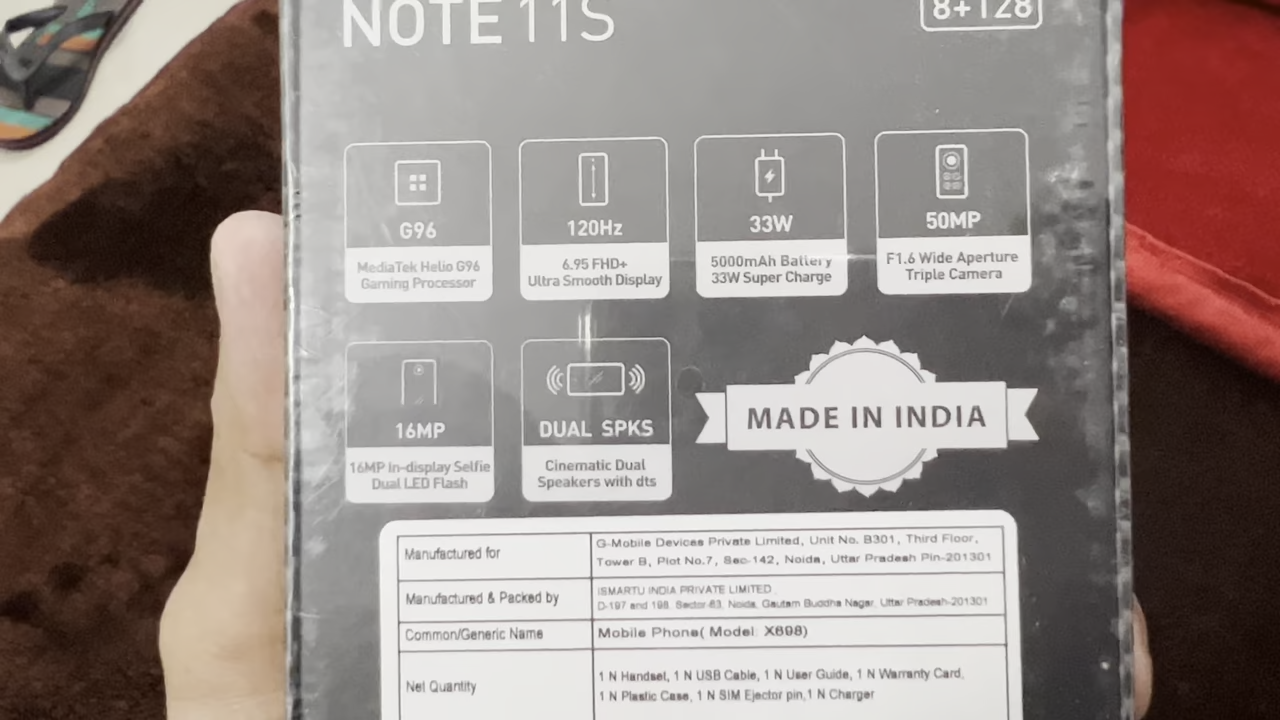 NOTE 11S
8+128
G96
MediaTek Helio G96
Gaming Processor
120Hz
6.95 FHD+
Ultra Smooth Display
33W
5000mAh Battery
33W Super Charge
50MP
F1.6 Wide Aperture
Triple Camera
16MP
16MP in-display Selfie
Dual LED Flash
DUAL SPKS
Cinematic Dual
Speakers with dts
MADE IN INDIA
Manufactured for
G-Mobile Devices Private Limited, Unit No. B301, Third Floor,
Tower B, Plot No.7, Sec-142, Noida, Uttar Pradesh Pin-201301
Manufactured & Packed by
ISMARTU INDIA PRIVATE LIMITED
D-197 and 198, Sector-63, Noida, Gautam Buddha Nagar, Uttar Pradesh-201301
Common/Generic Name
Mobile Phone( Model: X698)
Net Quantity
1 N Handset, 1 N USB Cable, 1 N User Guide, 1 N Warranty Card,
1 N Plastic Case, 1 N SIM Ejector pin,1 N Charger